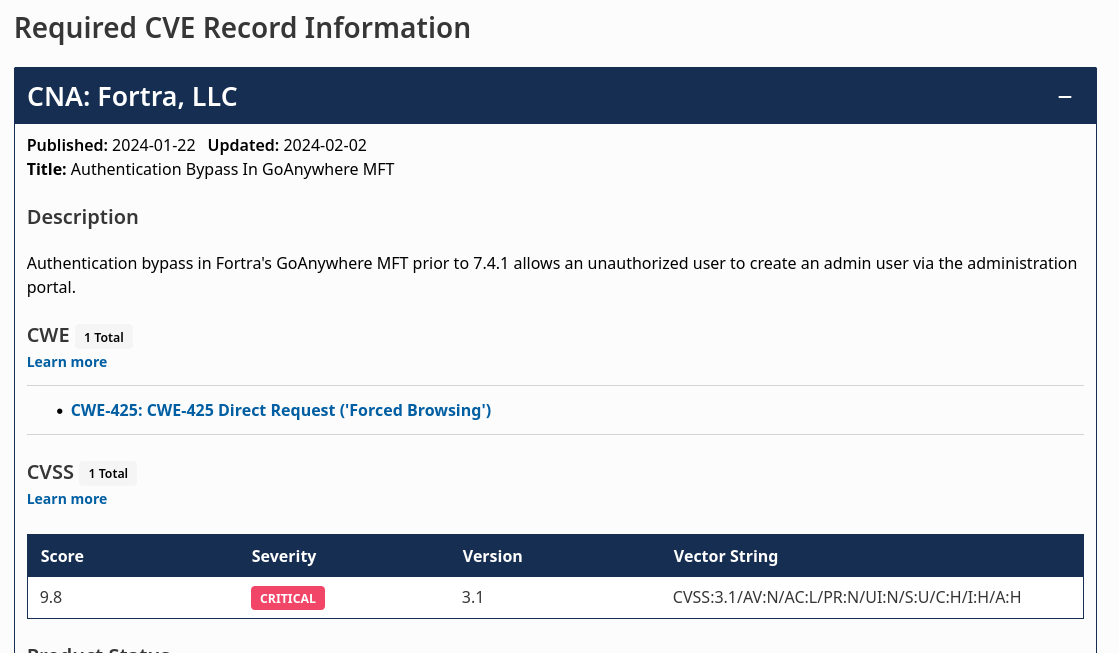 Required CVE Record Information
CNA: Fortra, LLC
Published: 2024-01-22 Updated: 2024-02-02
Title: Authentication Bypass In GoAnywhere MFT
Description
Authentication bypass in Fortra's GoAnywhere MFT prior to 7.4.1 allows an unauthorized user to create an admin user via the administration
portal.
CWE 1 Total
Learn more
• CWE-425: CWE-425 Direct Request ('Forced Browsing')
CVSS 1 Total
Learn more
Score Severity Version Vector String
9.8 CRITICAL 3.1 CVSS:3.1/AV:N/AC:L/PR:N/UI:N/S:U/C:H/I:H/A:H
Product Status